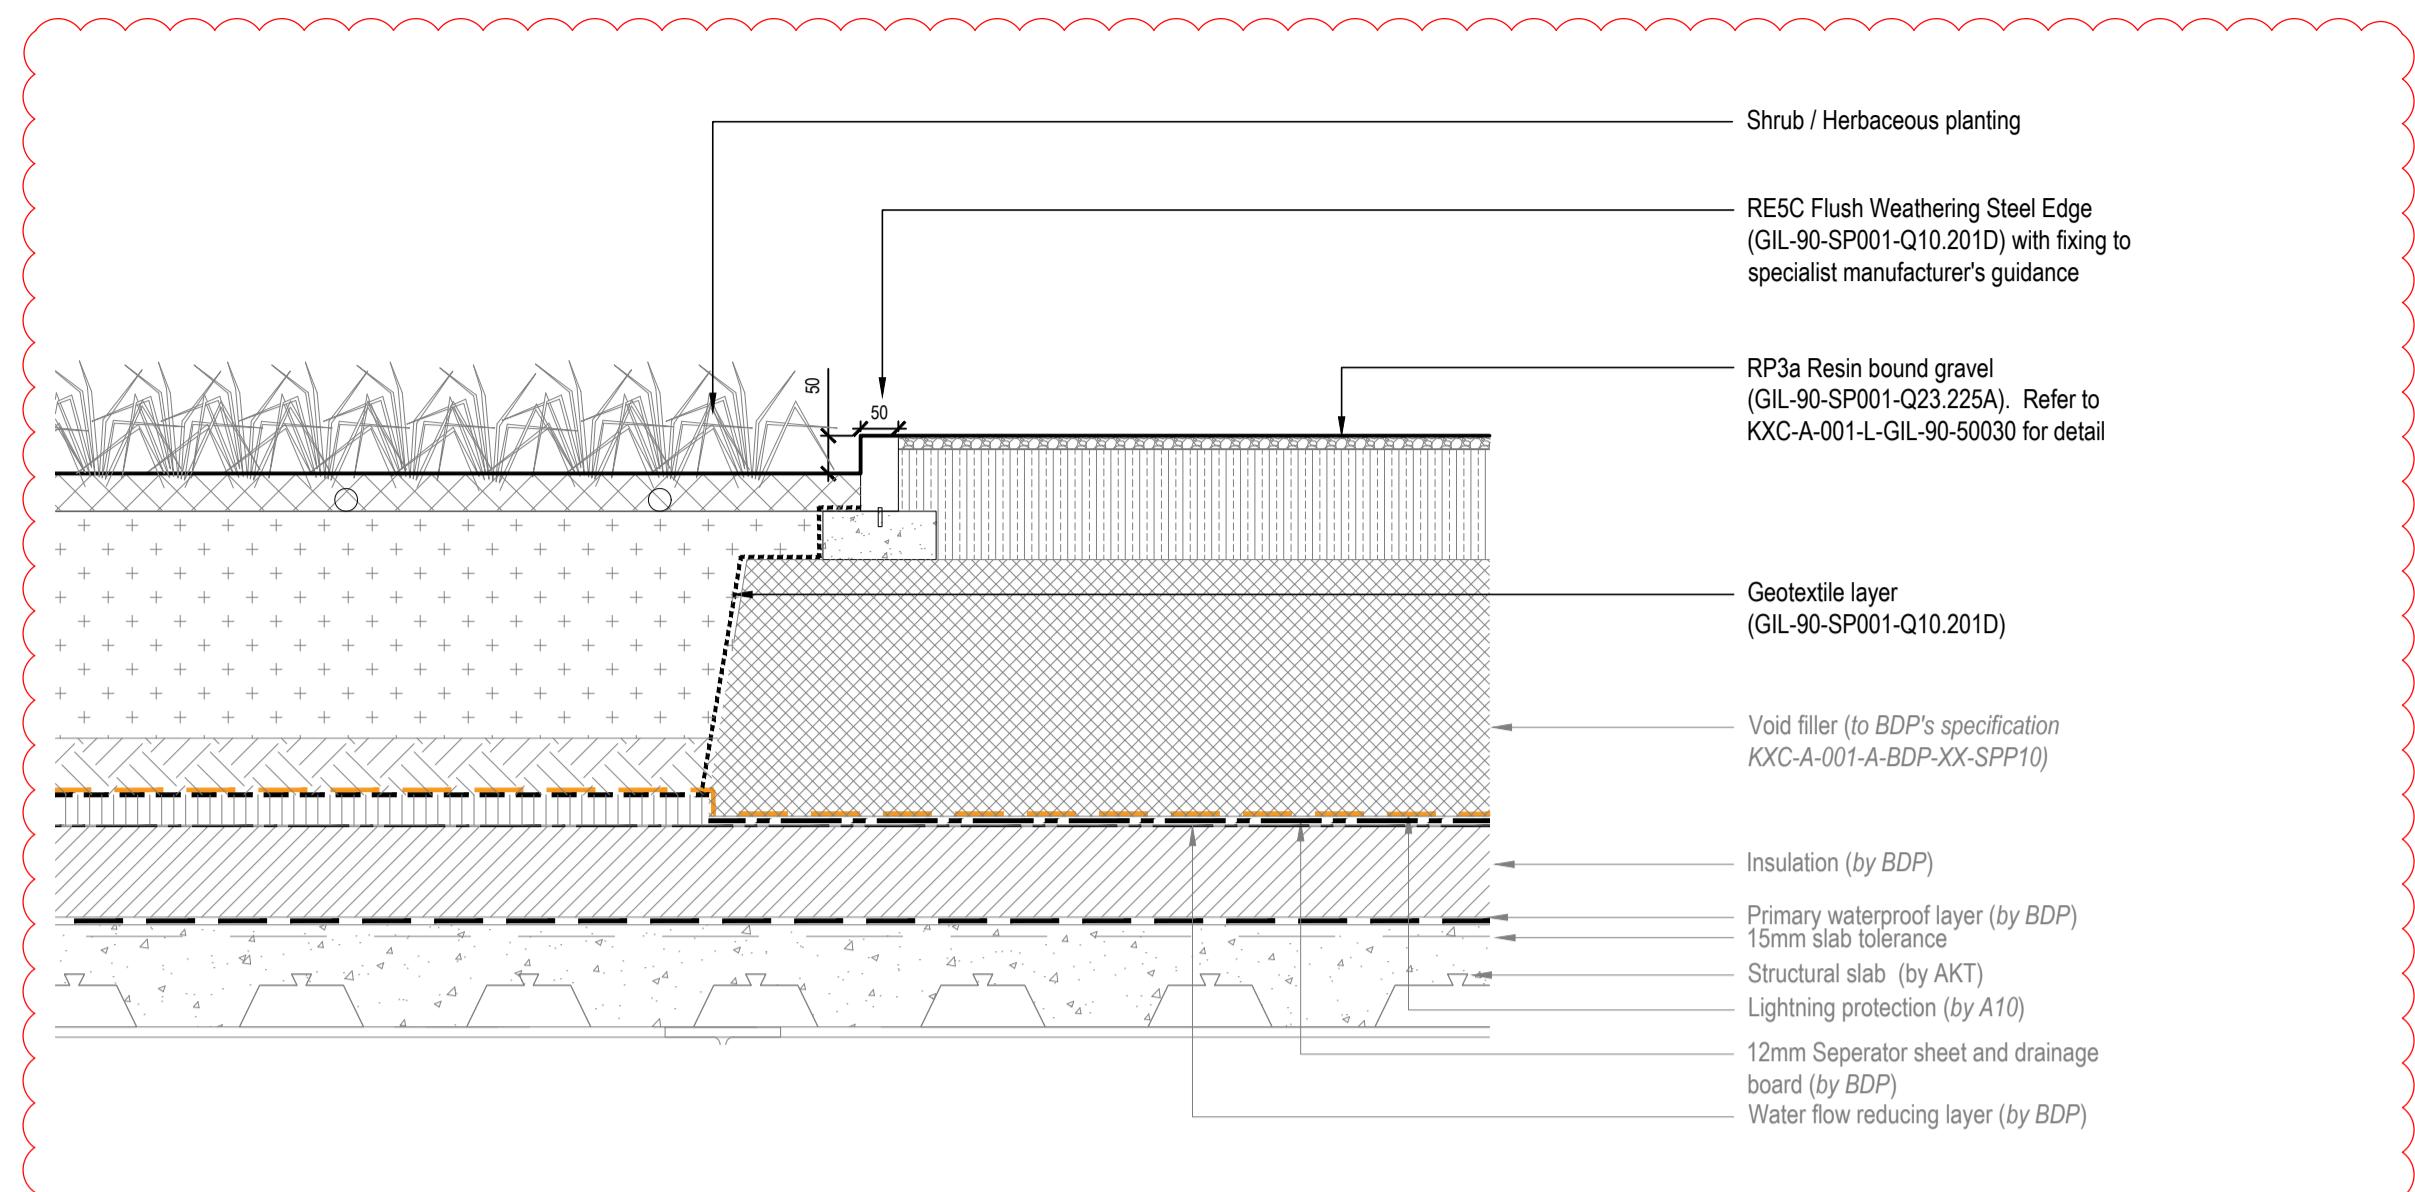 Shrub / Herbaceous planting
RE5C Flush Weathering Steel Edge
(GIL-90-SP001-Q10.201D) with fixing to
specialist manufacturer's guidance
50
50
RP3a Resin bound gravel
(GIL-90-SP001-Q23.225A). Refer to
KXC-A-001-L-GIL-90-50030 for detail
Geotextile layer
(GIL-90-SP001-Q10.201D)
Void filler (to BDP's specification
KXC-A-001-A-BDP-XX-SPP10)
Insulation (by BDP)
Primary waterproof layer (by BDP)
15mm slab tolerance
Structural slab (by AKT)
Lightning protection (by A10)
12mm Seperator sheet and drainage
board (by BDP)
Water flow reducing layer (by BDP)